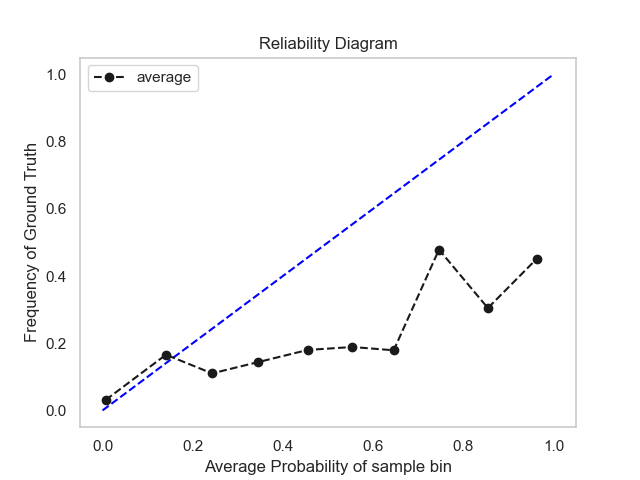 Reliability Diagram
average
Frequency of Ground Truth
1.0
0.8
0.6
0.4
0.2
0.0
0.0 0.2 0.4 0.6 0.8 1.0
Average Probability of sample bin